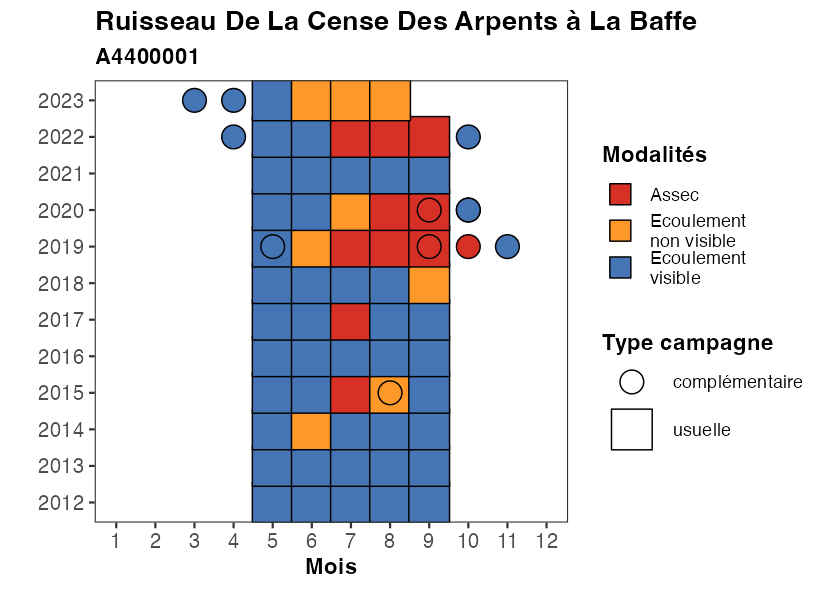 Ruisseau De La Cense Des Arpents à La Baffe
A4400001
2023
2022
2021
2020
2019
2018
2017
2016
2015
2014
2013
2012
1 2 3 4 5 6 7 8 9 10 11 12
Mois
Modalités
Assec
Ecoulement
non visible
Ecoulement
visible
Type campagne
complémentaire
usuelle